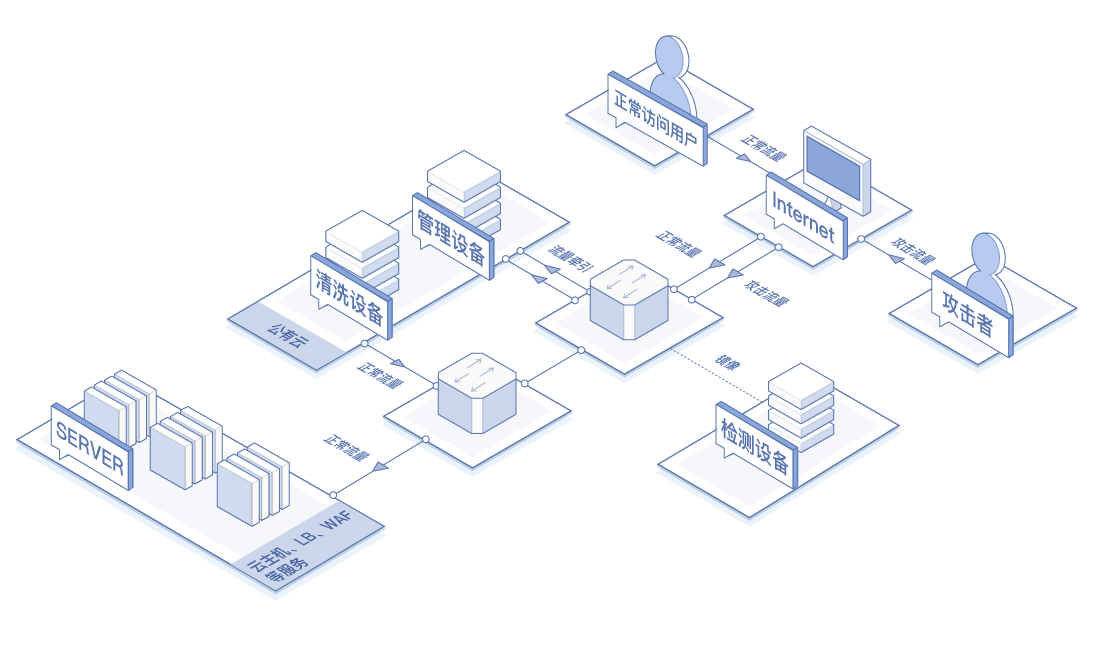 正常访问用户
正常流量
Internet
管理设备
正常流量
攻击流量
流量牵引
清洗设备
攻击流量
攻击者
公有云
镜像
正常流量
检测设备
SERVER
正常流量
云主机、LB、WAF
等服务